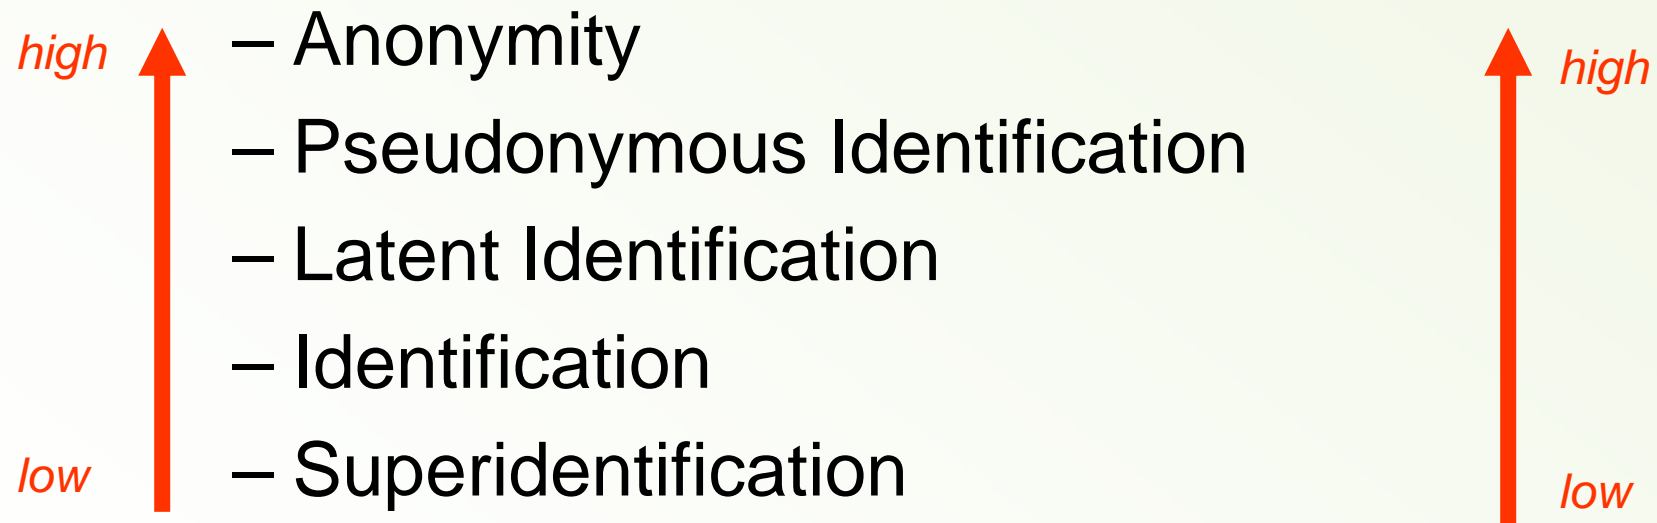 high – Anonymity high
– Pseudonymous Identification
– Latent Identification
– Identification
low – Superidentification low